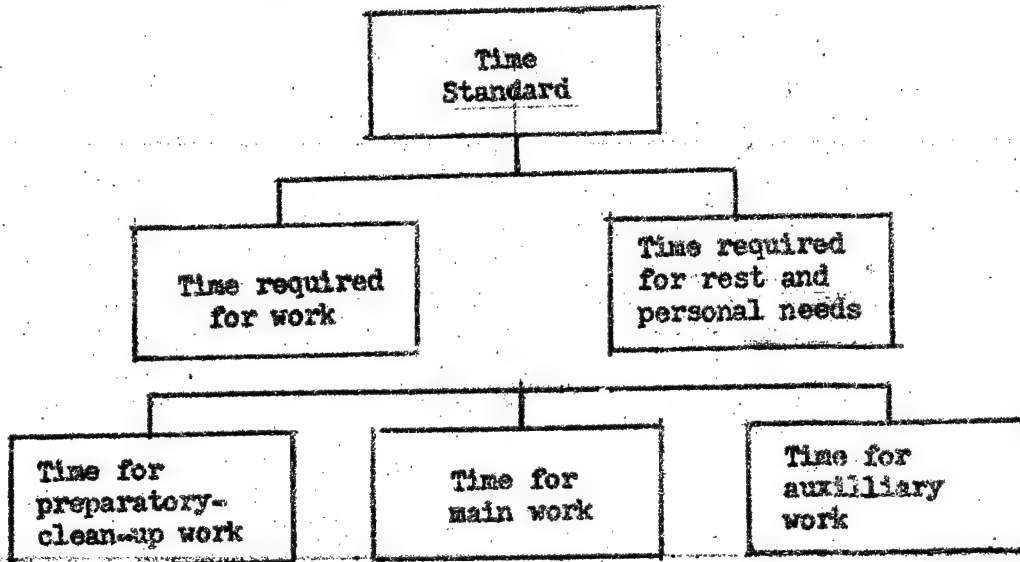 Time
Standard
Time required
for work
Time required
for rest and
personal needs
Time for
preparatory-
clean-up work
Time for
main work
Time for
auxilliary
work